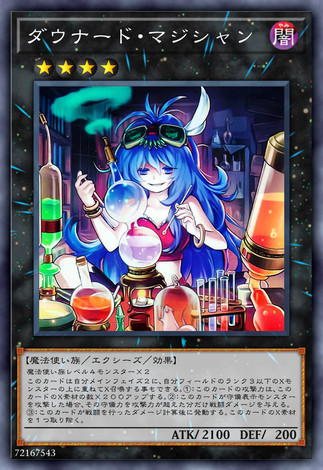 ダウナード・マジシャン
闇
やみ
【魔法使い族/エクシーズ/効果】
魔法使い族レベル4モンスター×2
このカードは自分メインフェイズ2に、自分フィールドのランク3以下のXモ
ンスターの上に重ねてX召喚する事もできる。①:このカードの攻撃力は、この
カードのX素材の数×200アップする。②:このカードが守備表示モンスター
を攻撃した場合、その守備力を攻撃力が超えた分だけ戦闘ダメージを与える。
③:このカードが戦闘を行ったダメージ計算後に発動する。このカードのX素材
を1つ取り除く。
ATK/2100 DEF/ 200
72167543